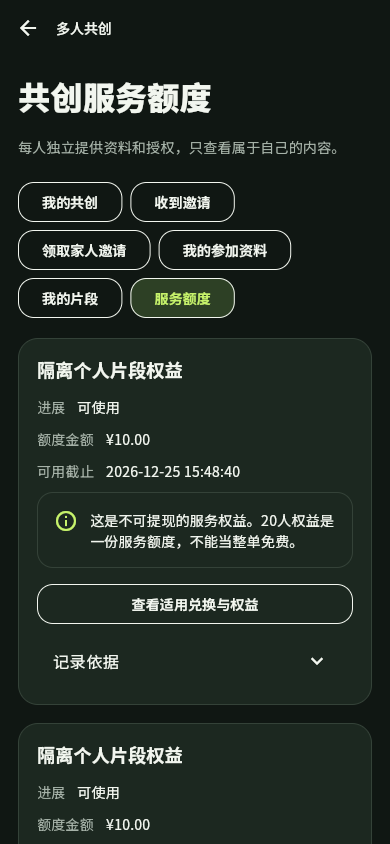 多人共创
共创服务额度
每人独立提供资料和授权，只查看属于自己的内容。
我的共创
收到邀请
领取家人邀请
我的参加资料
我的片段
服务额度
隔离个人片段权益
进展 可使用
额度金额 ¥10.00
可用截止 2026-12-25 15:48:40
这是不可提现的服务权益。20人权益是
一份服务额度，不能当整单免费。
查看适用兑换与权益
记录依据
隔离个人片段权益
进展 可使用
额度金额 ¥10.00